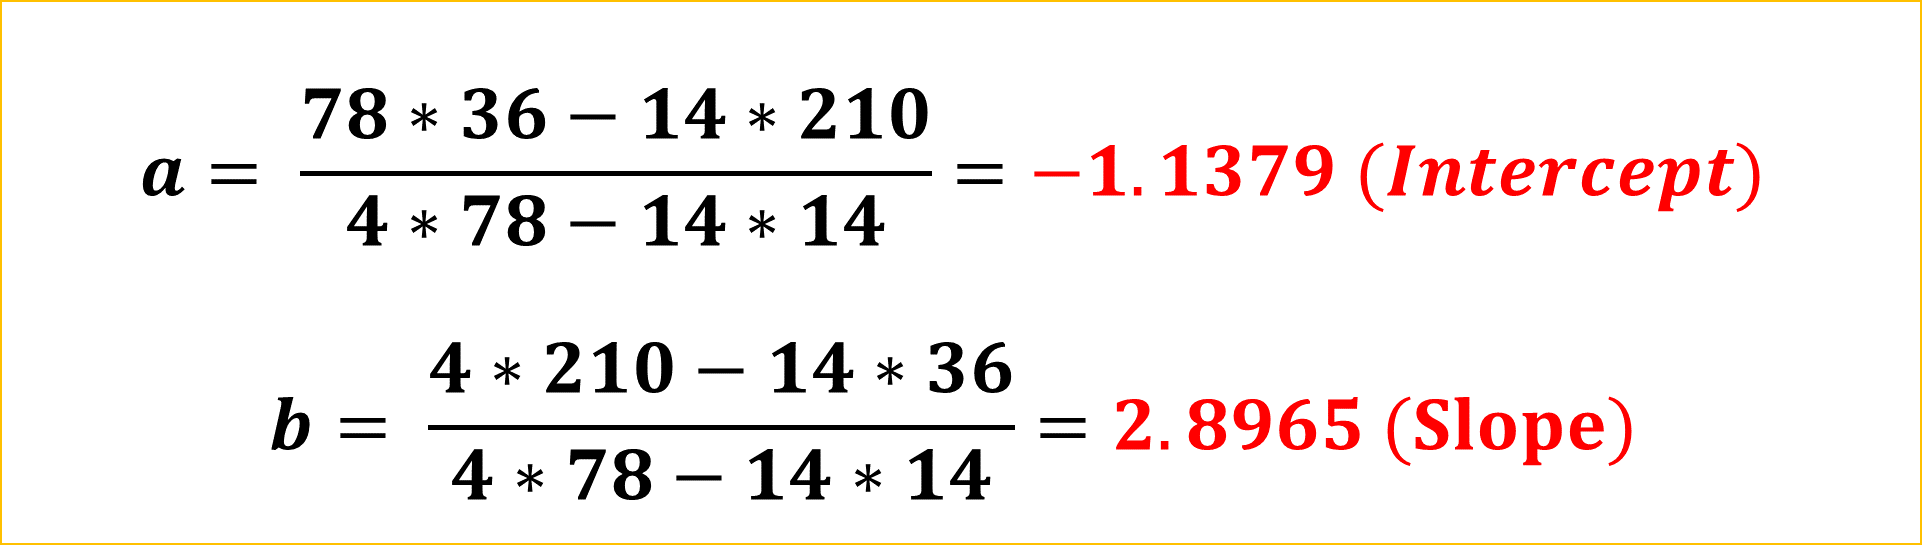 a = (78 * 36 − 14 * 210) / (4 * 78 − 14 * 14) = −1.1379 (Intercept)
b = (4 * 210 − 14 * 36) / (4 * 78 − 14 * 14) = 2.8965 (Slope)